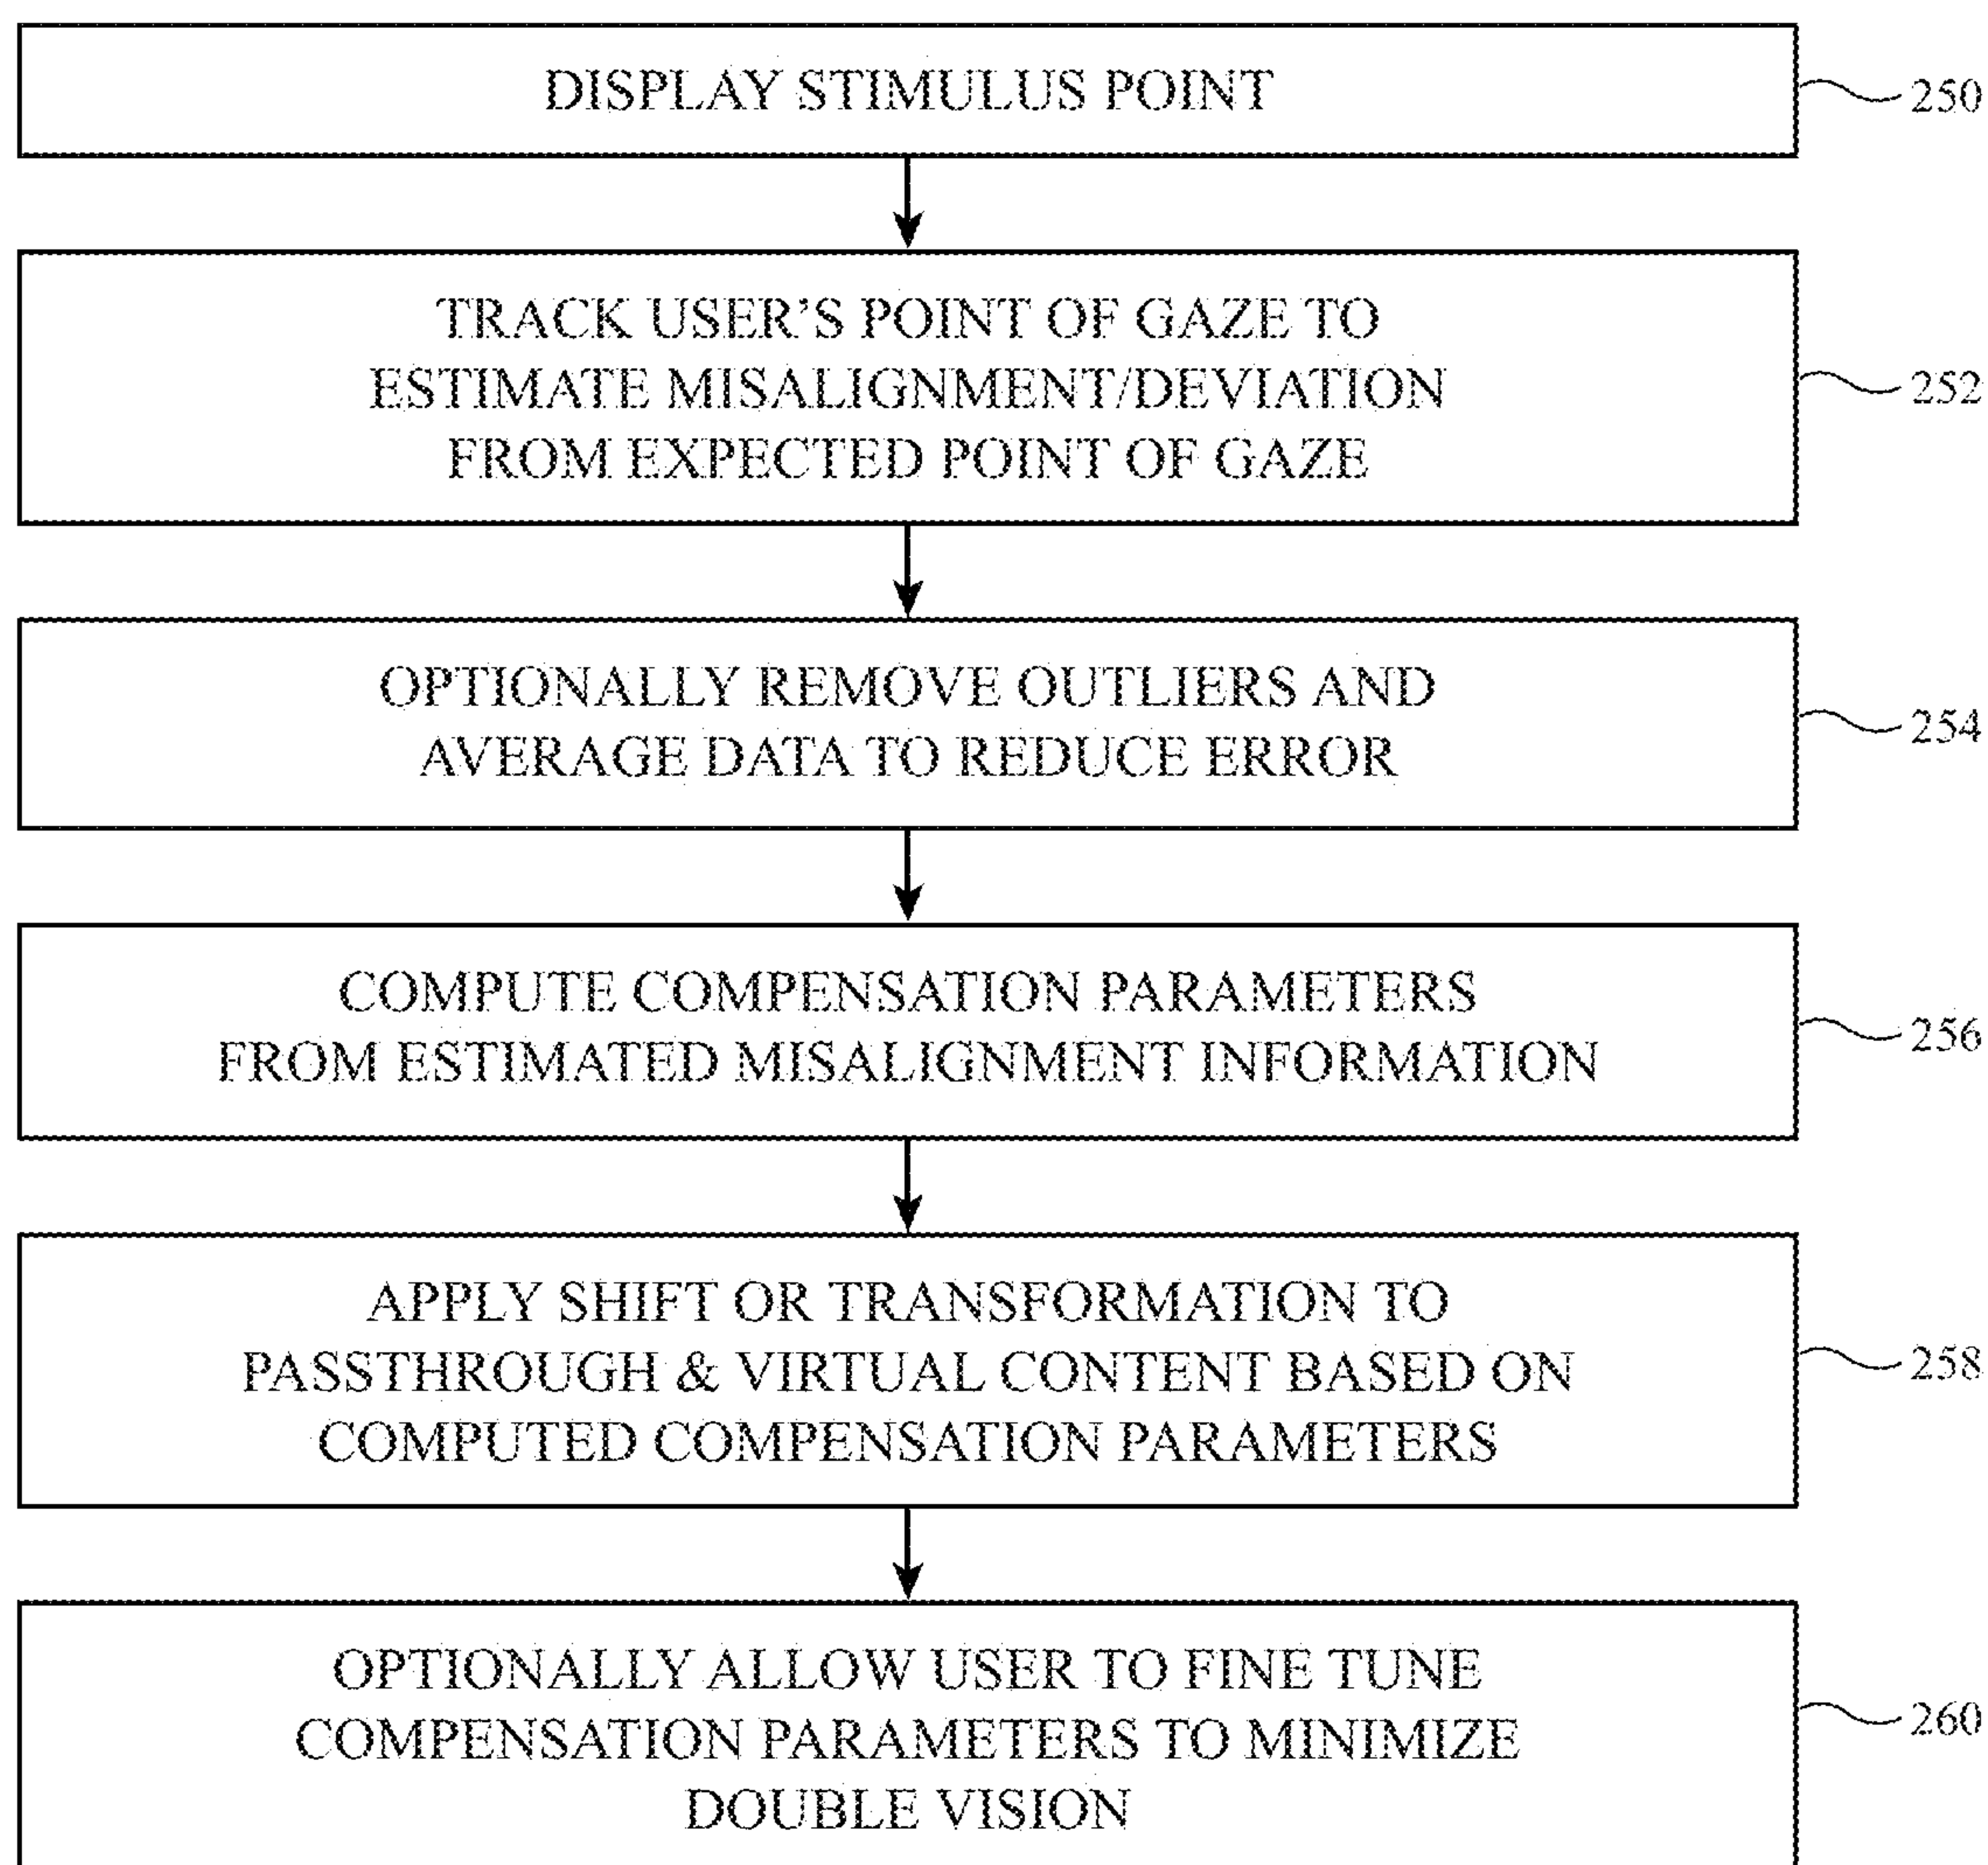 DISPLAY STIMULUS POINT
250
TRACK USER'S POINT OF GAZE TO
ESTIMATE MISALIGNMENT/DEVIATION
FROM EXPECTED POINT OF GAZE
252
OPTIONALLY REMOVE OUTLIERS AND
AVERAGE DATA TO REDUCE ERROR
254
COMPUTE COMPENSATION PARAMETERS
FROM ESTIMATED MISALIGNMENT INFORMATION
256
APPLY SHIFT OR TRANSFORMATION TO
PASSTHROUGH & VIRTUAL CONTENT BASED ON
COMPUTED COMPENSATION PARAMETERS
258
OPTIONALLY ALLOW USER TO FINE TUNE
COMPENSATION PARAMETERS TO MINIMIZE
DOUBLE VISION
260